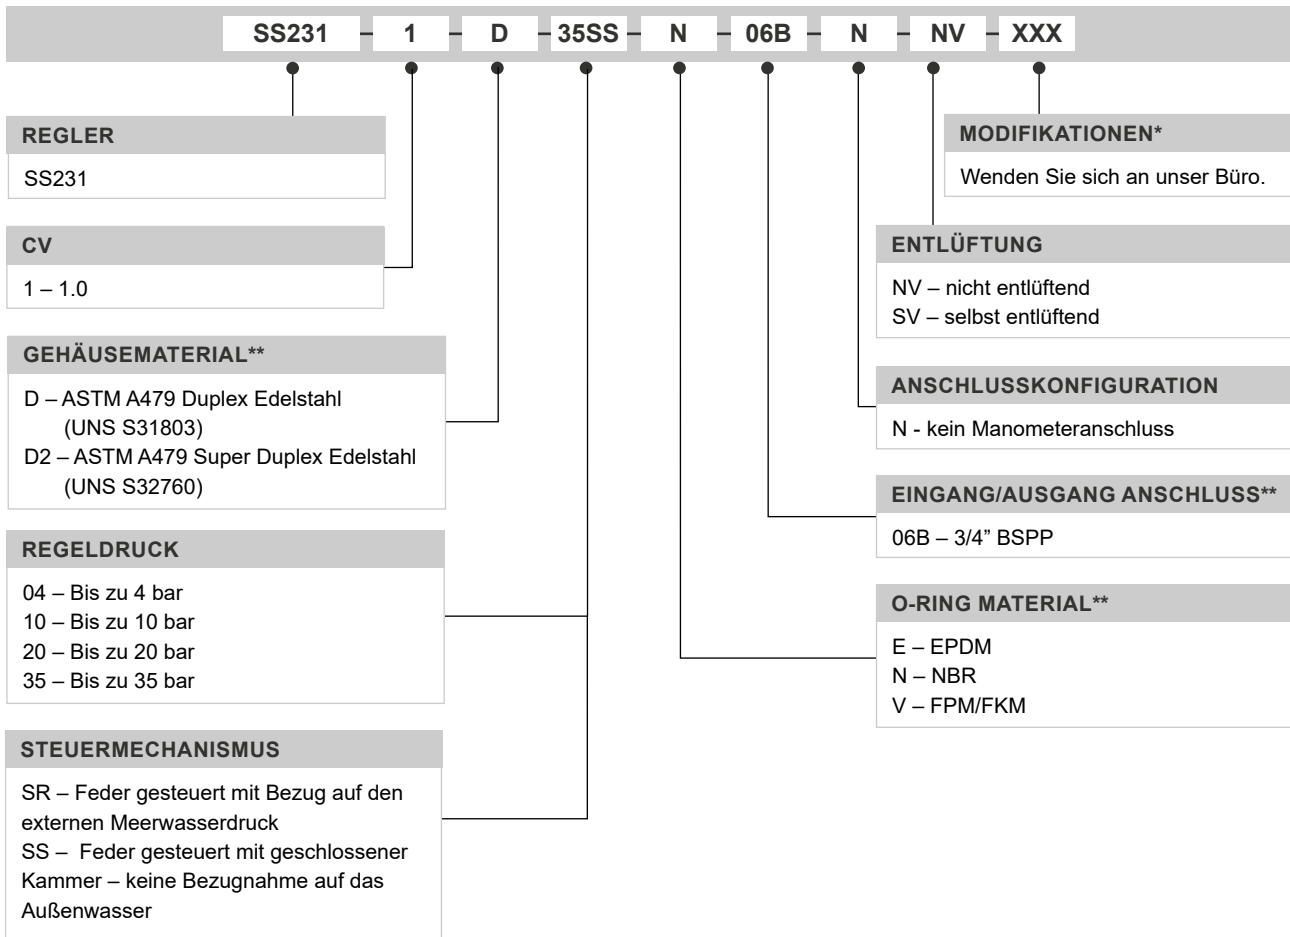 SS231 – 1 – D – 35SS – N – 06B – N – NV – XXX
REGLER
SS231
CV
1 – 1.0
GEHÄUSEMATERIAL**
D – ASTM A479 Duplex Edelstahl
(UNS S31803)
D2 – ASTM A479 Super Duplex Edelstahl
(UNS S32760)
REGELDRUCK
04 – Bis zu 4 bar
10 – Bis zu 10 bar
20 – Bis zu 20 bar
35 – Bis zu 35 bar
STEUERMECHANISMUS
SR – Feder gesteuert mit Bezug auf den
externen Meerwasserdruck
SS – Feder gesteuert mit geschlossener
Kammer – keine Bezugnahme auf das
Außenwasser
MODIFIKATIONEN*
Wenden Sie sich an unser Büro.
ENTLÜFTUNG
NV – nicht entlüftend
SV – selbst entlüftend
ANSCHLUSSKONFIGURATION
N - kein Manometeranschluss
EINGANG/AUSGANG ANSCHLUSS**
06B – 3/4” BSPP
O-RING MATERIAL**
E – EPDM
N – NBR
V – FPM/FKM